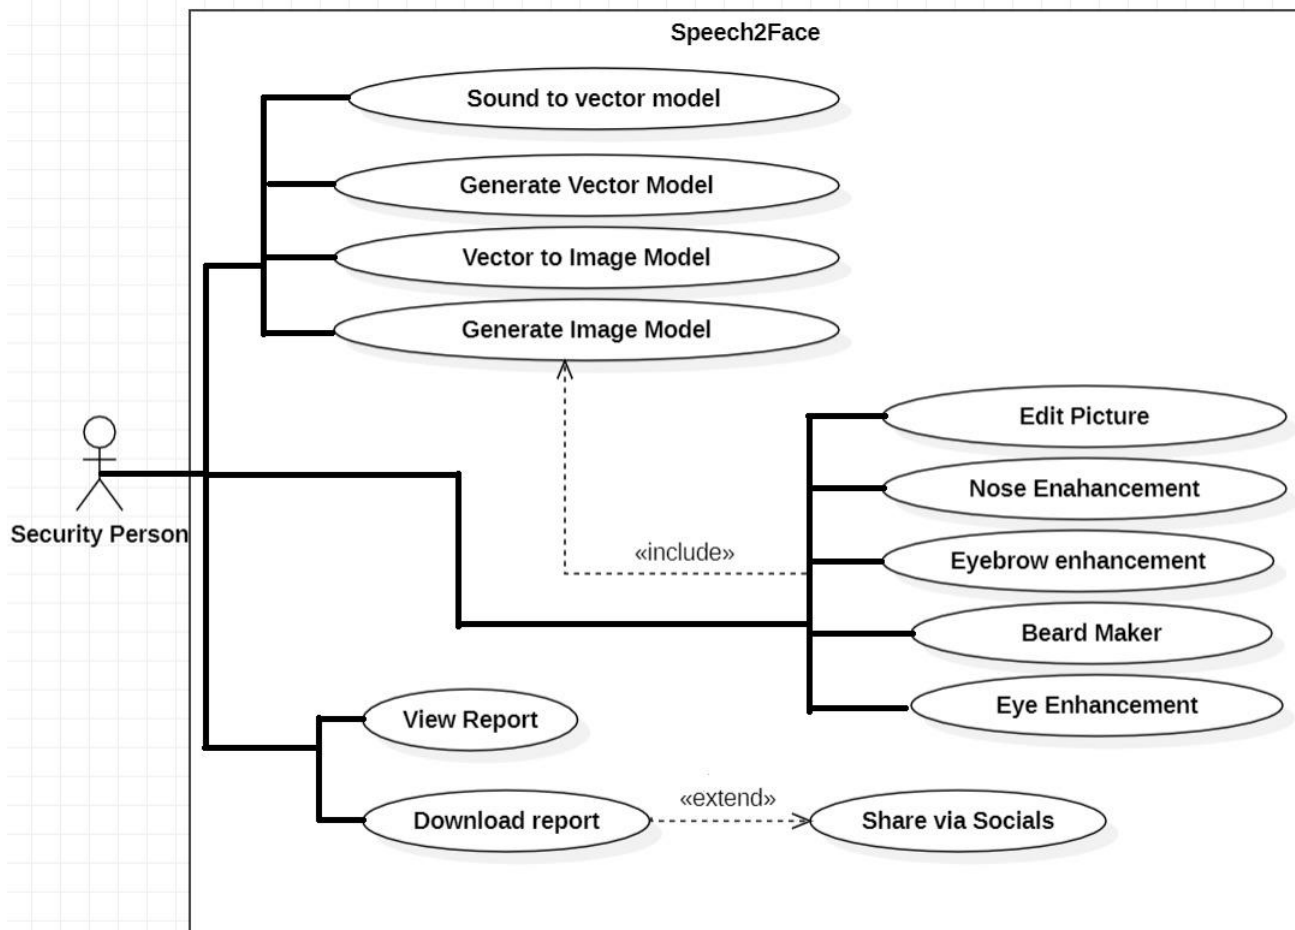 Speech2Face
Sound to vector model
Generate Vector Model
Vector to Image Model
Generate Image Model
Edit Picture
Nose Enahancement
Security Person
«include»
Eyebrow enhancement
Beard Maker
Eye Enhancement
View Report
«extend»
Download report
Share via Socials